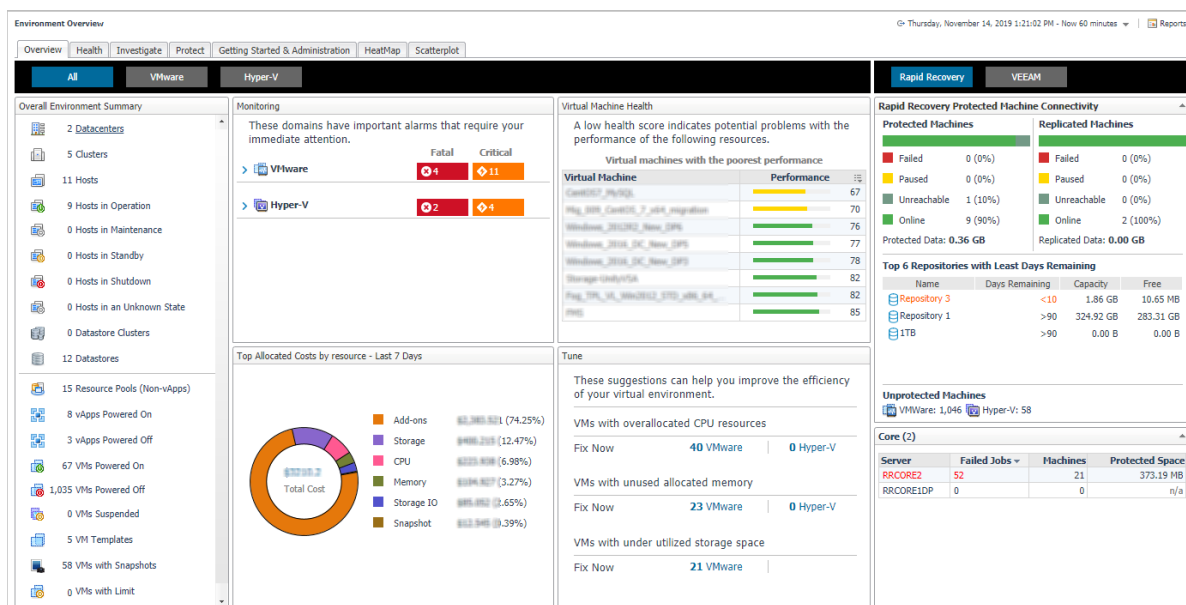 Environment Overview
Thursday, November 14, 2019 1:21:02 PM - Now 60 minutes
Reports
Overview Health Investigate Protect Getting Started & Administration HeatMap Scatterplot
All VMware Hyper-V
Rapid Recovery VEEAM
Overall Environment Summary
2 Datacenters
5 Clusters
11 Hosts
9 Hosts in Operation
0 Hosts in Maintenance
0 Hosts in Standby
0 Hosts in Shutdown
0 Hosts in an Unknown State
0 Datastore Clusters
12 Datastores
15 Resource Pools (Non-vApps)
8 vApps Powered On
3 vApps Powered Off
67 VMs Powered On
1,035 VMs Powered Off
0 VMs Suspended
5 VM Templates
58 VMs with Snapshots
0 VMs with Limit
Monitoring
These domains have important alarms that require your
immediate attention.
Fatal Critical
VMware 4 11
Hyper-V 2 4
Virtual Machine Health
A low health score indicates potential problems with the
performance of the following resources.
Virtual machines with the poorest performance
Virtual Machine Performance
67
70
76
77
78
82
82
85
Top Allocated Costs by resource - Last 7 Days
Total Cost
Add-ons (74.25%)
Storage (12.47%)
CPU (6.98%)
Memory (3.27%)
Storage IO 2.65%)
Snapshot .39%)
Tune
These suggestions can help you improve the efficiency
of your virtual environment.
VMs with overallocated CPU resources
Fix Now 40 VMware 0 Hyper-V
VMs with unused allocated memory
Fix Now 23 VMware 0 Hyper-V
VMs with under utilized storage space
Fix Now 21 VMware
Rapid Recovery Protected Machine Connectivity
Protected Machines
Failed 0 (0%)
Paused 0 (0%)
Unreachable 1 (10%)
Online 9 (90%)
Protected Data: 0.36 GB
Replicated Machines
Failed 0 (0%)
Paused 0 (0%)
Unreachable 0 (0%)
Online 2 (100%)
Replicated Data: 0.00 GB
Top 6 Repositories with Least Days Remaining
Name Days Remaining Capacity Free
Repository 3 <10 1.86 GB 10.65 MB
Repository 1 >90 324.92 GB 283.31 GB
1TB >90 0.00 B 0.00 B
Unprotected Machines
VMWare: 1,046 Hyper-V: 58
Core (2)
Server Failed Jobs Machines Protected Space
RRCORE2 52 21 373.19 MB
RRCORE1DP 0 0 n/a